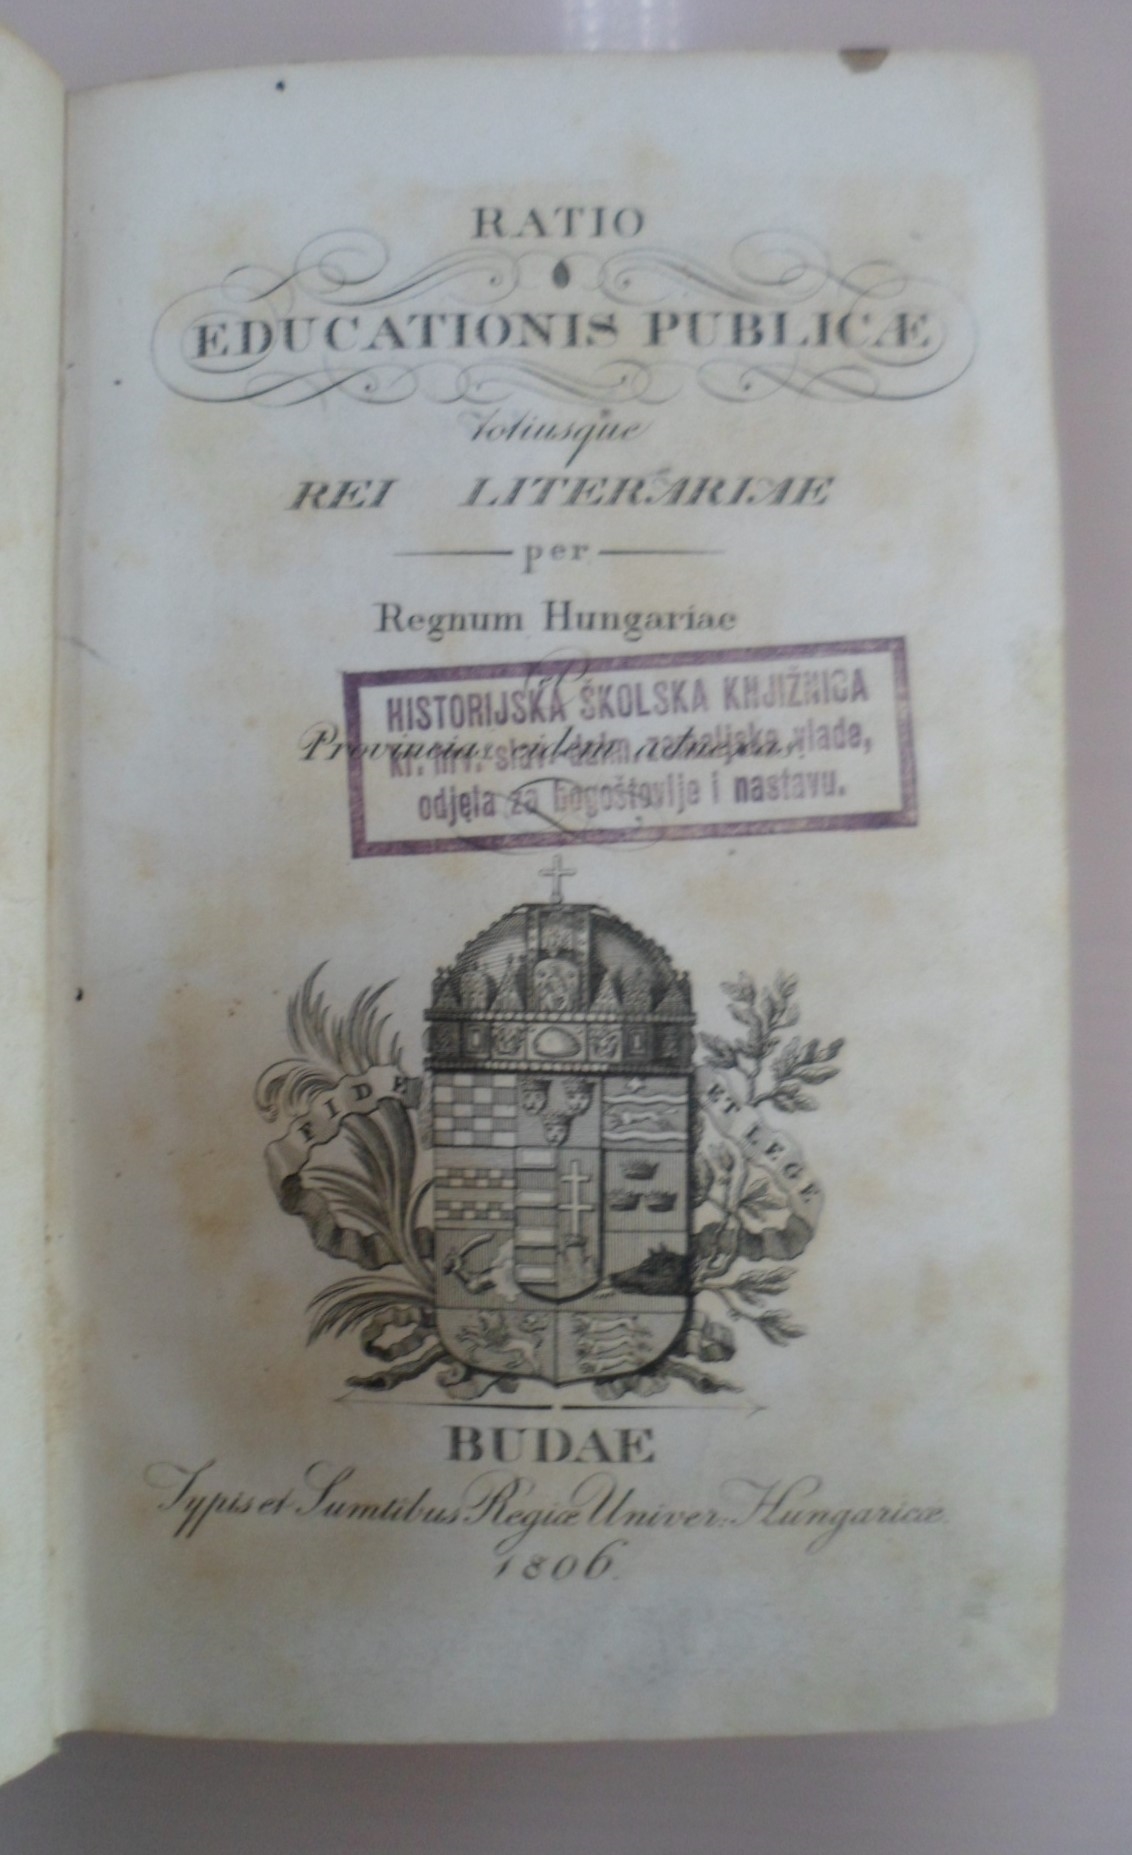 RATIO
EDUCATIONIS PUBLICÆ
Totiusque
REI LITERARIAE
per
Regnum Hungariae
et
Provincias eidem adnexas.
HISTORIJSKA ŠKOLSKA KNJIŽNICA
kr. hrv. slav. dalm. zemaljske vlade,
odjela za bogoštovlje i nastavu.
FIDE
ET LEGE
BUDAE
Typis et Sumtibus Regiæ Univer: Hungaricæ.
1806.